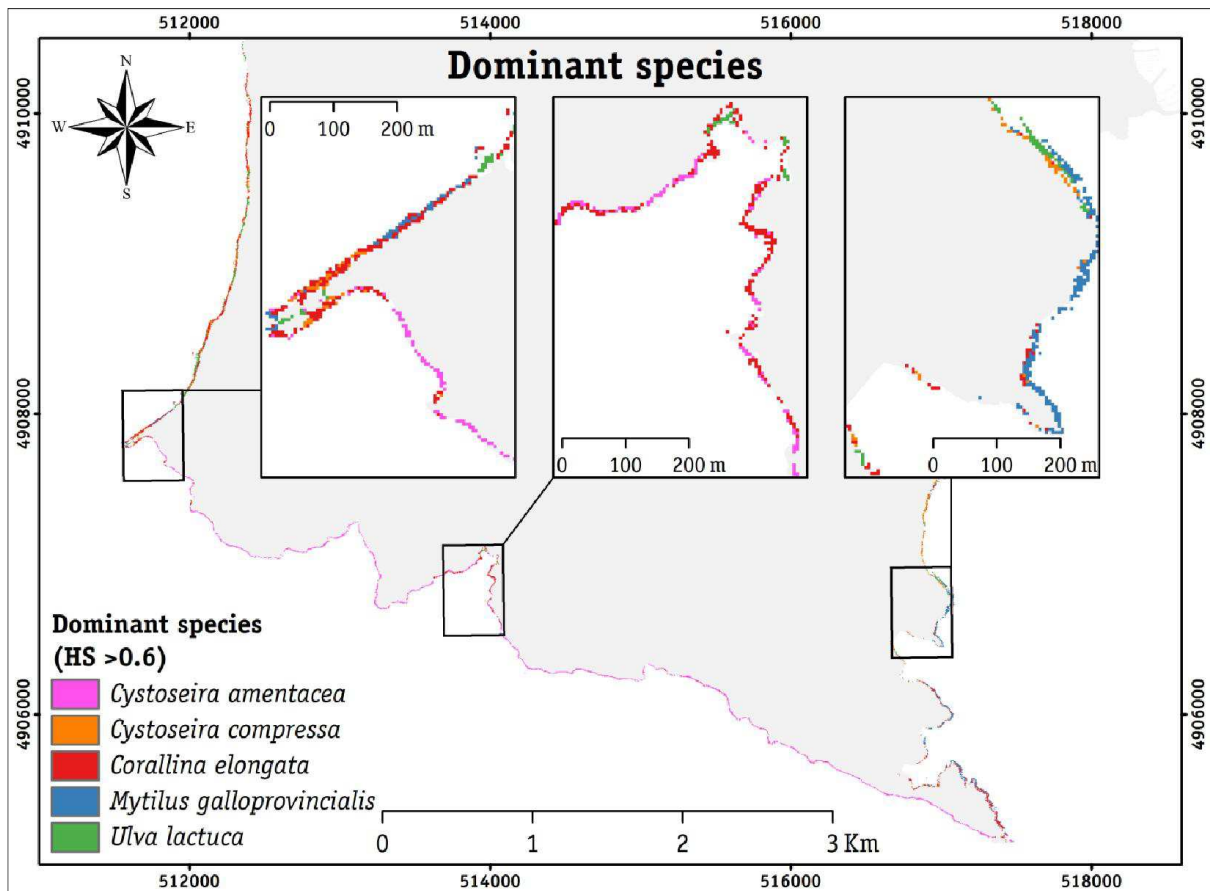 512000 514000 516000 518000
Dominant species
N
W E
S
0 100 200 m
0 100 200 m
0 100 200 m
4910000 4910000
4908000 4908000
4906000 4906000
Dominant species
(HS >0.6)
Cystoseira amentacea
Cystoseira compressa
Corallina elongata
Mytilus galloprovincialis
Ulva lactuca
0 1 2 3 Km
512000 514000 516000 518000